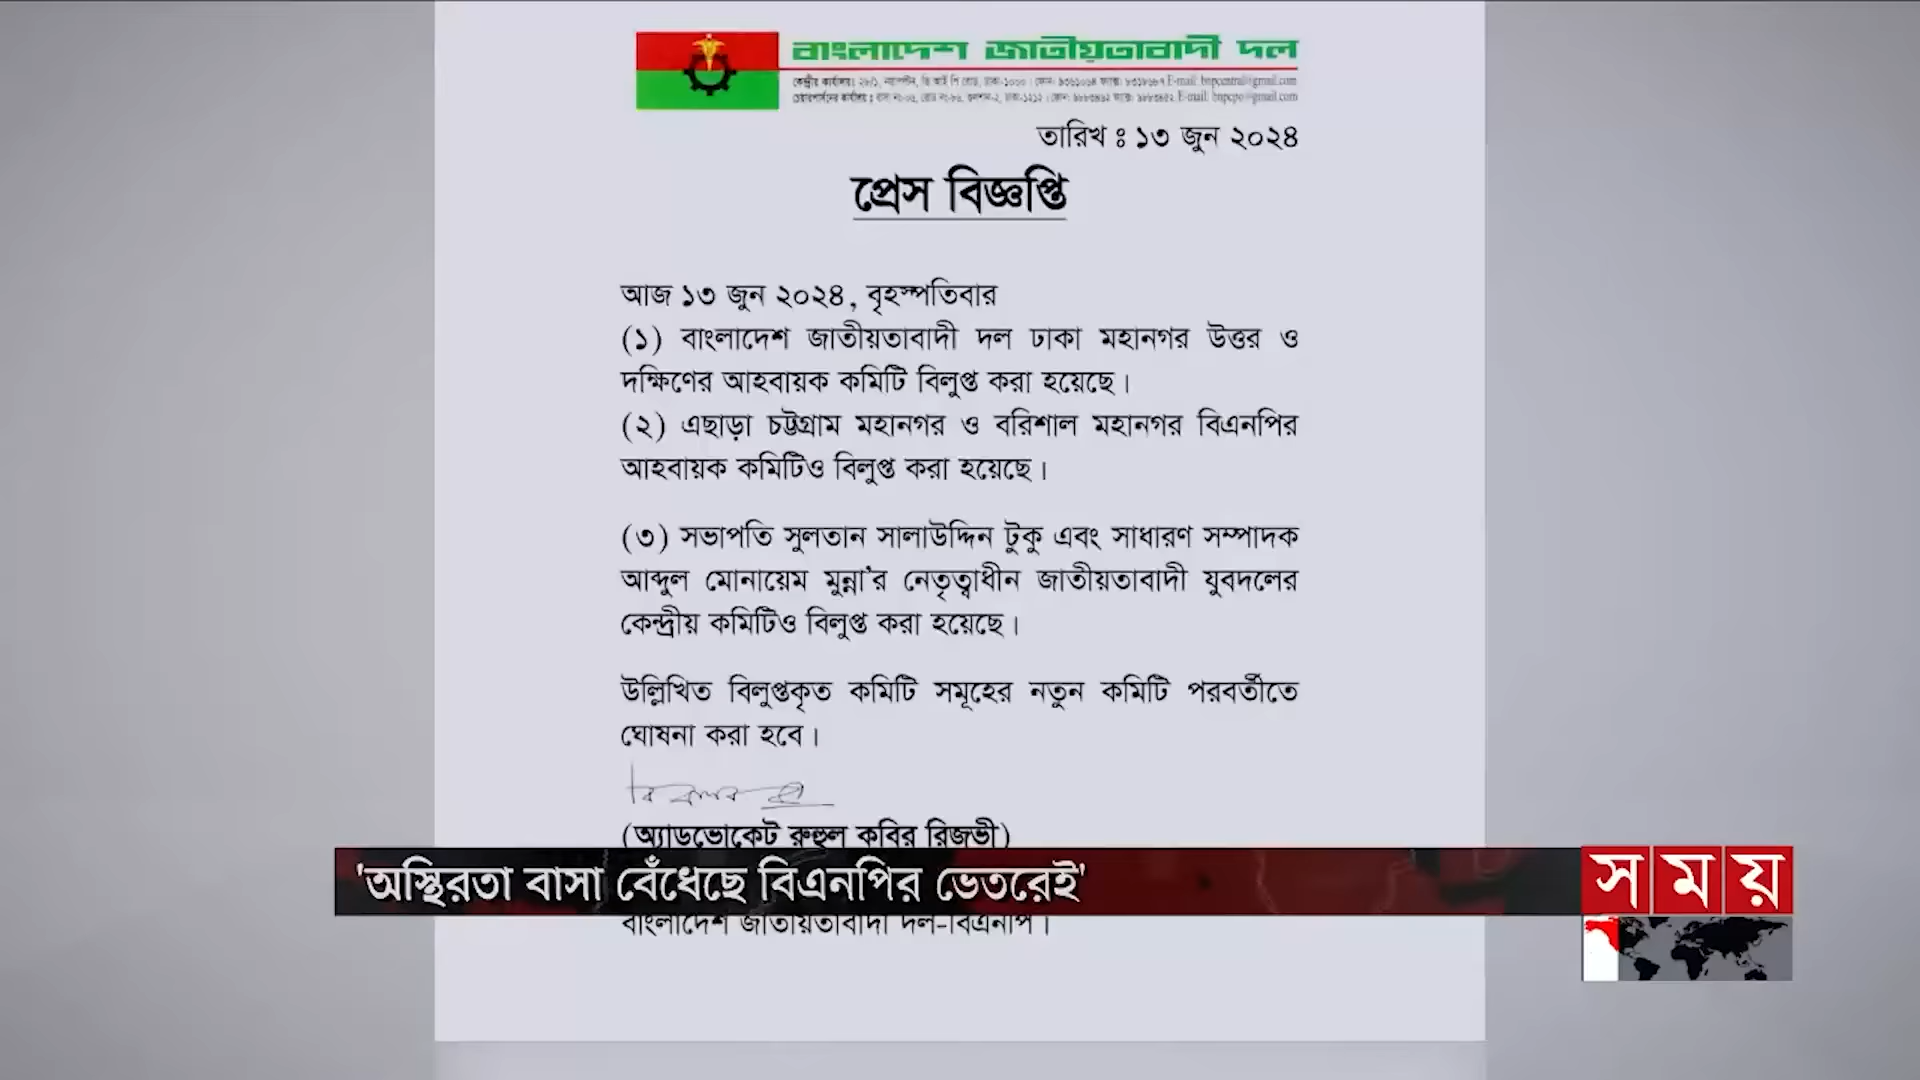 বাংলাদেশ জাতীয়তাবাদী দল
তারিখ ঃ ১৩ জুন ২০২৪
প্রেস বিজ্ঞপ্তি
আজ ১৩ জুন ২০২৪, বৃহস্পতিবার
(১) বাংলাদেশ জাতীয়তাবাদী দল ঢাকা মহানগর উত্তর ও
দক্ষিণের আহবায়ক কমিটি বিলুপ্ত করা হয়েছে।
(২) এছাড়া চট্টগ্রাম মহানগর ও বরিশাল মহানগর বিএনপির
আহবায়ক কমিটিও বিলুপ্ত করা হয়েছে।
(৩) সভাপতি সুলতান সালাউদ্দিন টুকু এবং সাধারণ সম্পাদক
আব্দুল মোনায়েম মুন্না'র নেতৃত্বাধীন জাতীয়তাবাদী যুবদলের
কেন্দ্রীয় কমিটিও বিলুপ্ত করা হয়েছে।
উল্লিখিত বিলুপ্তকৃত কমিটি সমূহের নতুন কমিটি পরবর্তীতে
ঘোষনা করা হবে।
(অ্যাডভোকেট রুহুল কবির রিজভী)
'অস্থিরতা বাসা বেঁধেছে বিএনপির ভেতরেই'
সময়
বাংলাদেশ জাতীয়তাবাদী দল-বিএনপি।